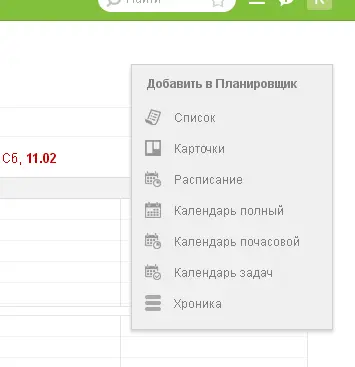 Найти
Добавить в Планировщик
Список
Карточки
Сб, 11.02
Расписание
Календарь полный
Календарь почасовой
Календарь задач
Хроника